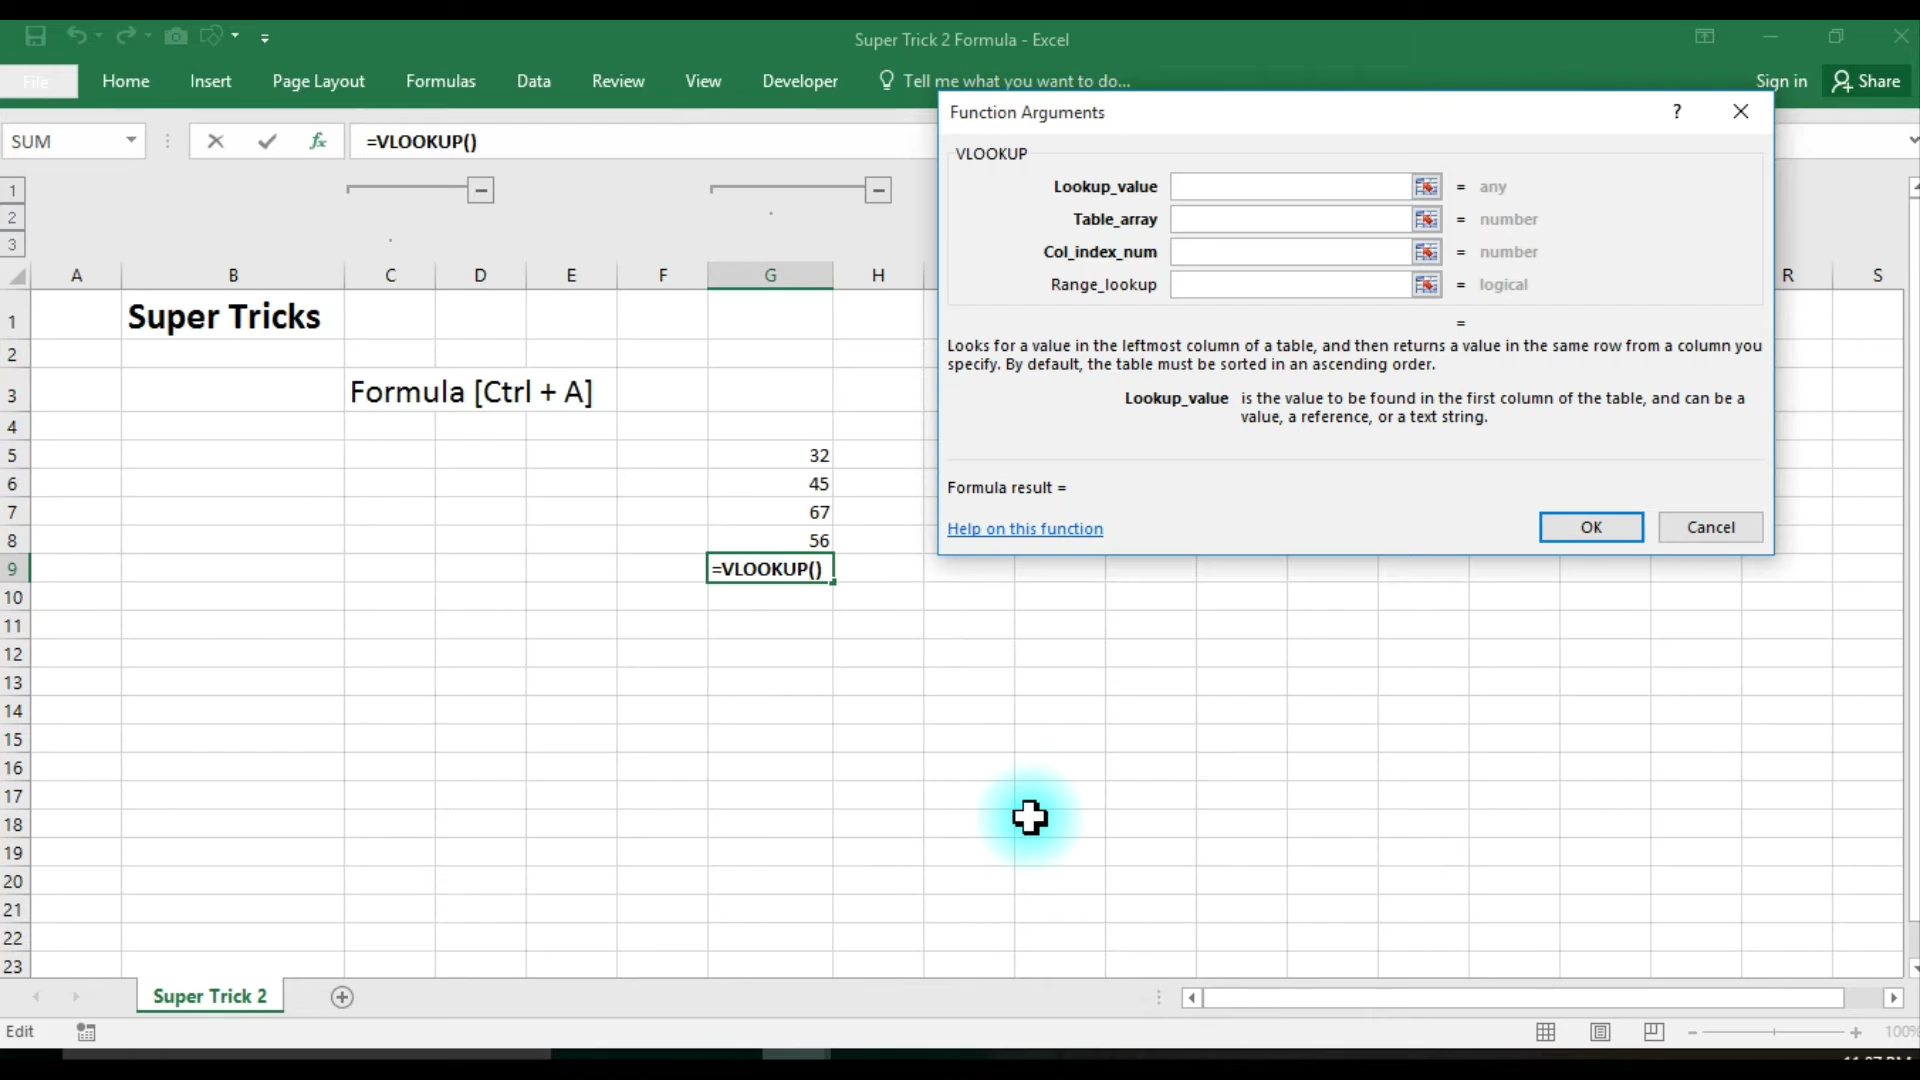 Super Trick 2 Formula - Excel
File Home Insert Page Layout Formulas Data Review View Developer Tell me what you want to do... Sign in Share
Function Arguments ?
SUM fx =VLOOKUP()
VLOOKUP
Lookup_value = any
Table_array = number
Col_index_num = number
Range_lookup = logical
=
Looks for a value in the leftmost column of a table, and then returns a value in the same row from a column you
specify. By default, the table must be sorted in an ascending order.
Lookup_value is the value to be found in the first column of the table, and can be a
value, a reference, or a text string.
Formula result =
Help on this function OK Cancel
1
2
3
A B C D E F G H R S
1 Super Tricks
2
3 Formula [Ctrl + A]
4
5 32
6 45
7 67
8 56
9 =VLOOKUP()
10
11
12
13
14
15
16
17
18
19
20
21
22
23
Super Trick 2
Edit 100%